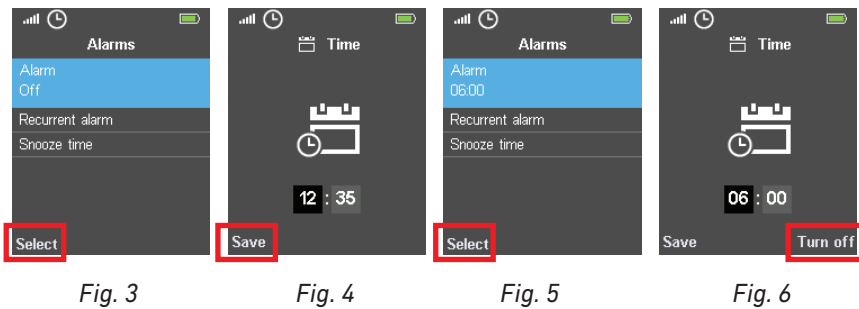 Alarms
Alarm
Off
Recurrent alarm
Snooze time
Select
Time
12 : 35
Save
Alarms
Alarm
06:00
Recurrent alarm
Snooze time
Select
Time
06 : 00
Save Turn off
Fig. 3
Fig. 4
Fig. 5
Fig. 6